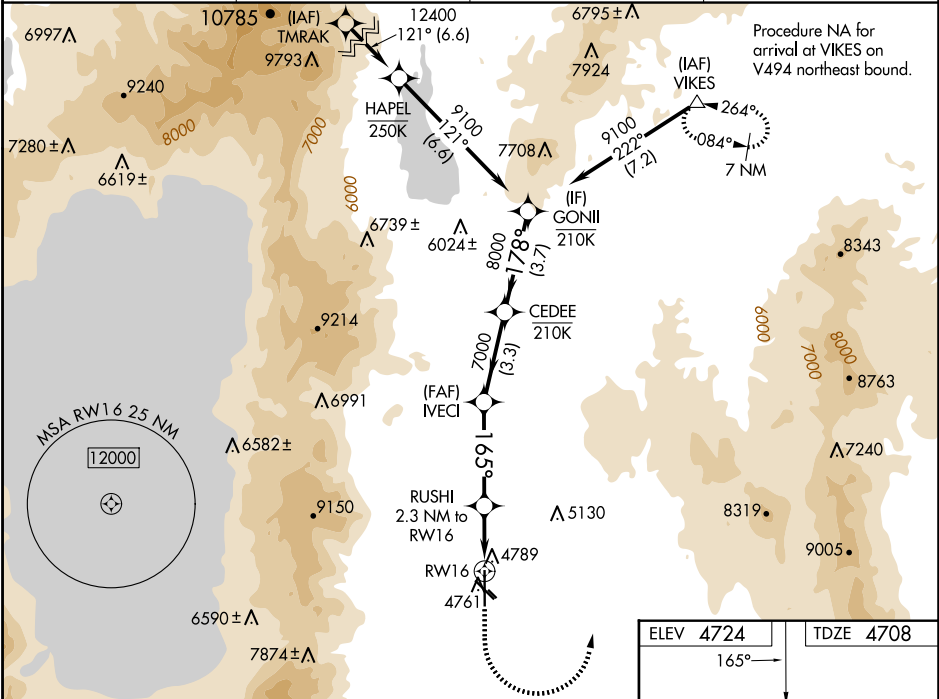 10785
(IAF)
TMRAK
12400
121° (6.6)
6795±
Procedure NA for
arrival at VIKES on
V494 northeast bound.
6997
9793
7924
(IAF)
VIKES
9240
HAPEL
250K
9100
121°
(6.6)
264°
084°
7 NM
9100
222°
(7.2)
8000
7000
7280±
6619±
7708
6000
(IF)
GONII
210K
6739±
6024±
8000
178°
(3.7)
8343
9214
CEDEE
210K
6000
7000
8000
7000
(3.3)
8763
(FAF)
IVECI
6991
MSA RW16 25 NM
12000
6582±
165°
7240
9150
RUSHI
2.3 NM to
RW16
5130
8319
9005
4789
RW16
4761
6590±
7874±
ELEV 4724
TDZE 4708
165°